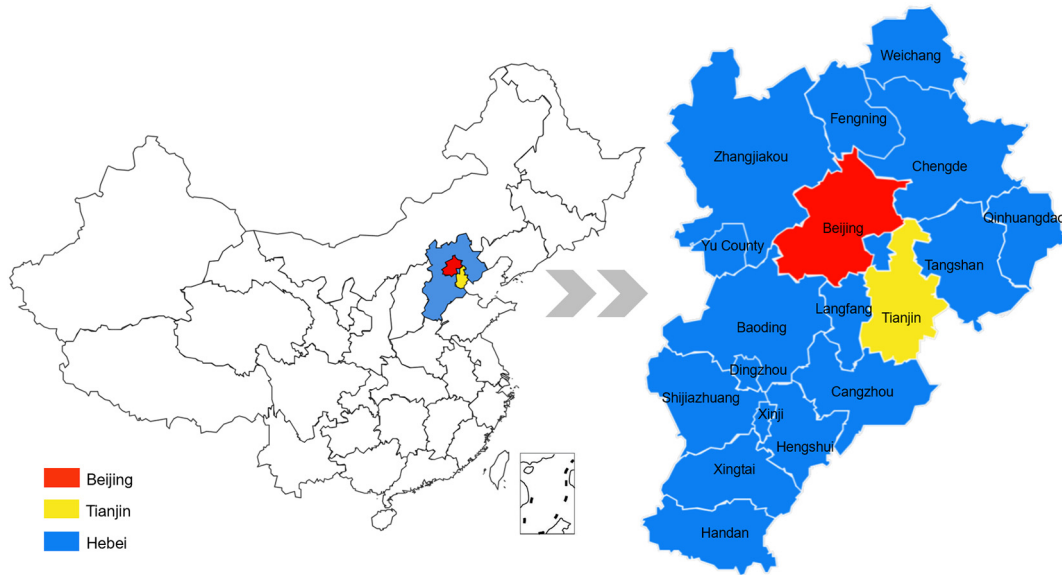 Beijing
Tianjin
Hebei
Weichang
Fengning
Zhangjiakou
Chengde
Qinhuangdao
Beijing
Yu County
Tangshan
Langfang
Tianjin
Baoding
Dingzhou
Cangzhou
Shijiazhuang
Xinji
Hengshui
Xingtai
Handan